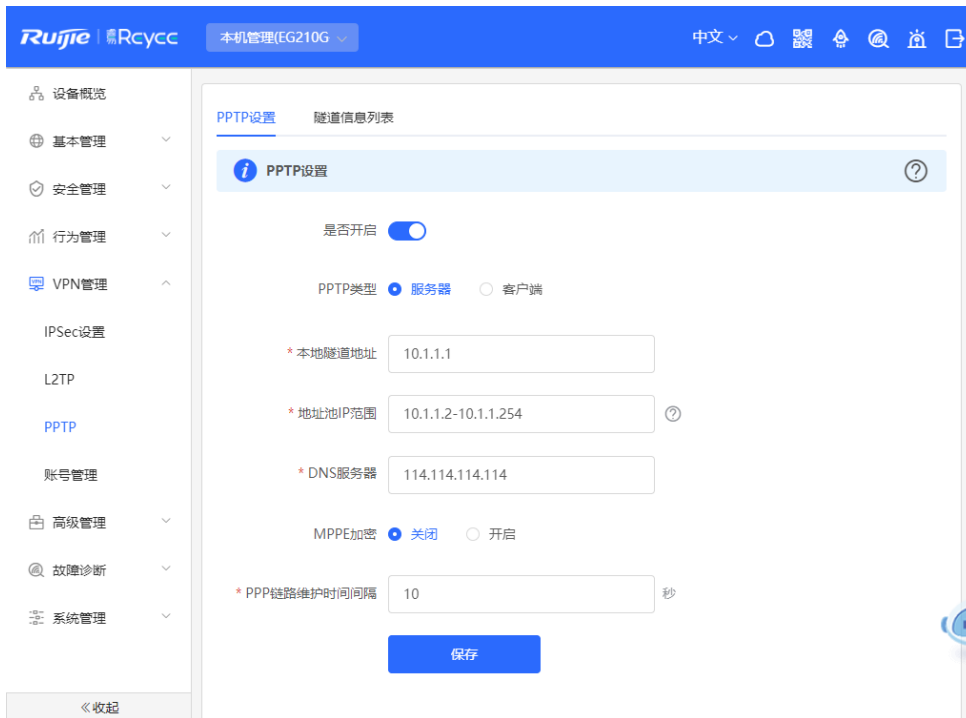 Ruijie | Rcycc 本机管理(EG210G 中文
设备概览
基本管理
安全管理
行为管理
VPN管理
IPSec设置
L2TP
PPTP
账号管理
高级管理
故障诊断
系统管理
《收起
PPTP设置 隧道信息列表
i PPTP设置 ?
是否开启
PPTP类型 服务器 客户端
* 本地隧道地址 10.1.1.1
* 地址池IP范围 10.1.1.2-10.1.1.254 ?
* DNS服务器 114.114.114.114
MPPE加密 关闭 开启
* PPP链路维护时间间隔 10 秒
保存